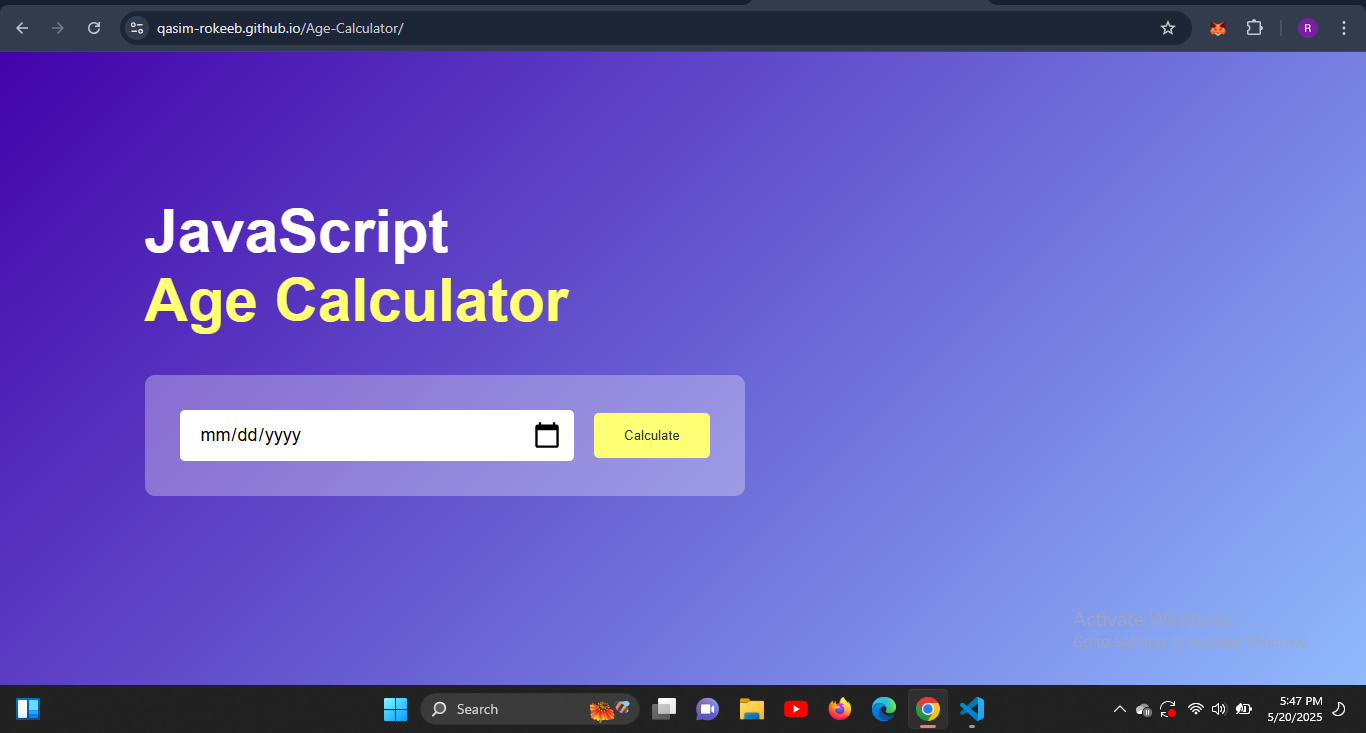 qasim-rokeeb.github.io/Age-Calculator/
R
JavaScript
Age Calculator
mm/dd/yyyy
Calculate
Activate Windows
Go to Settings to activate Windows.
Search
5:47 PM
5/20/2025